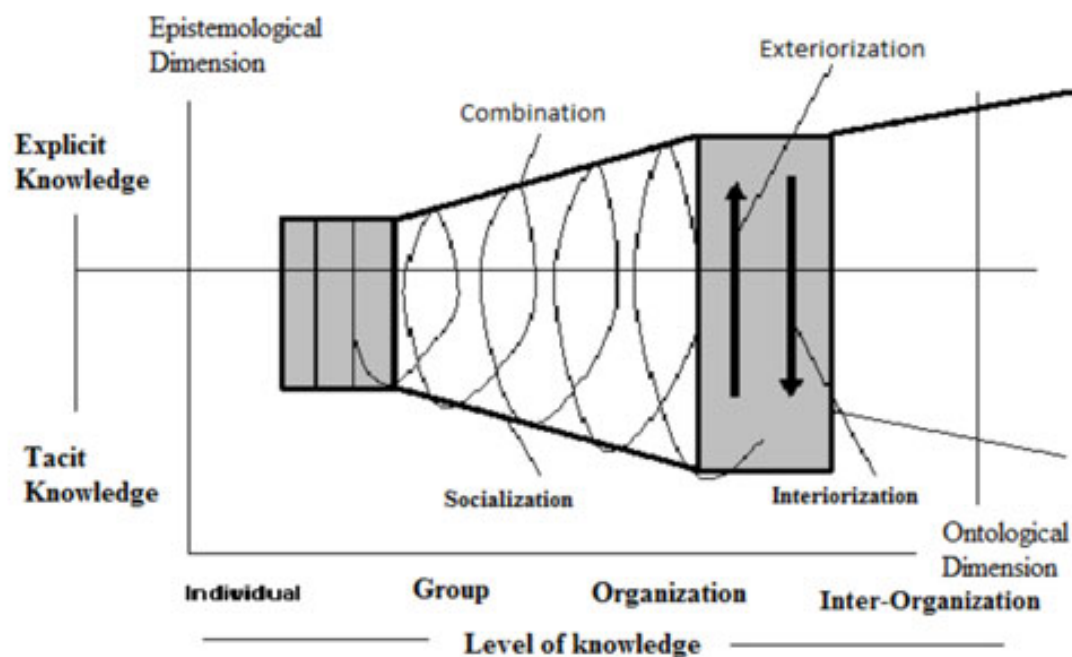 Epistemological
Dimension
Exteriorization
Combination
Explicit
Knowledge
Tacit
Knowledge
Socialization
Interiorization
Ontological
Dimension
Individual
Group
Organization
Inter-Organization
Level of knowledge